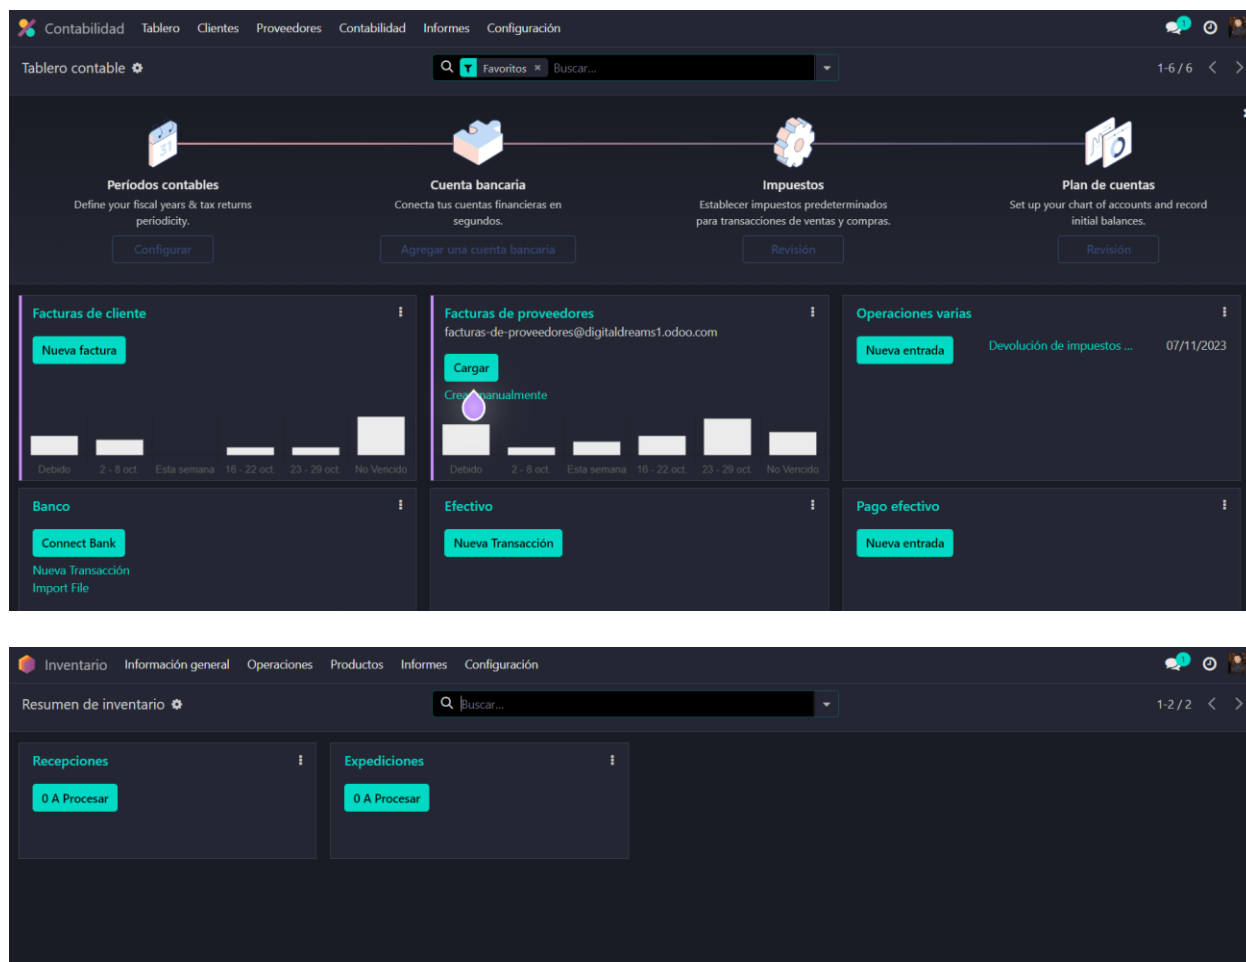 Contabilidad Tablero Clientes Proveedores Contabilidad Informes Configuración 1
Tablero contable Favoritos × Buscar... 1-6 / 6
31
Períodos contables
Define your fiscal years & tax returns
periodicity.
Configurar
Cuenta bancaria
Conecta tus cuentas financieras en
segundos.
Agregar una cuenta bancaria
Impuestos
Establecer impuestos predeterminados
para transacciones de ventas y compras.
Revisión
Plan de cuentas
Set up your chart of accounts and record
initial balances.
Revisión
Facturas de cliente
Nueva factura
Debido 2 - 8 oct. Esta semana 16 - 22 oct. 23 - 29 oct. No Vencido
Facturas de proveedores
facturas-de-proveedores@digitaldreams1.odoo.com
Cargar
manualmente
Debido 2 - 8 oct. Esta semana 16 - 22 oct. 23 - 29 oct. No Vencido
Operaciones varias
Nueva entrada Devolución de impuestos ... 07/11/2023
Banco
Connect Bank
Nueva Transacción
Import File
Efectivo
Nueva Transacción
Pago efectivo
Nueva entrada
Inventario Información general Operaciones Productos Informes Configuración 1
Resumen de inventario Buscar... 1-2 / 2
Recepciones
0 A Procesar
Expediciones
0 A Procesar